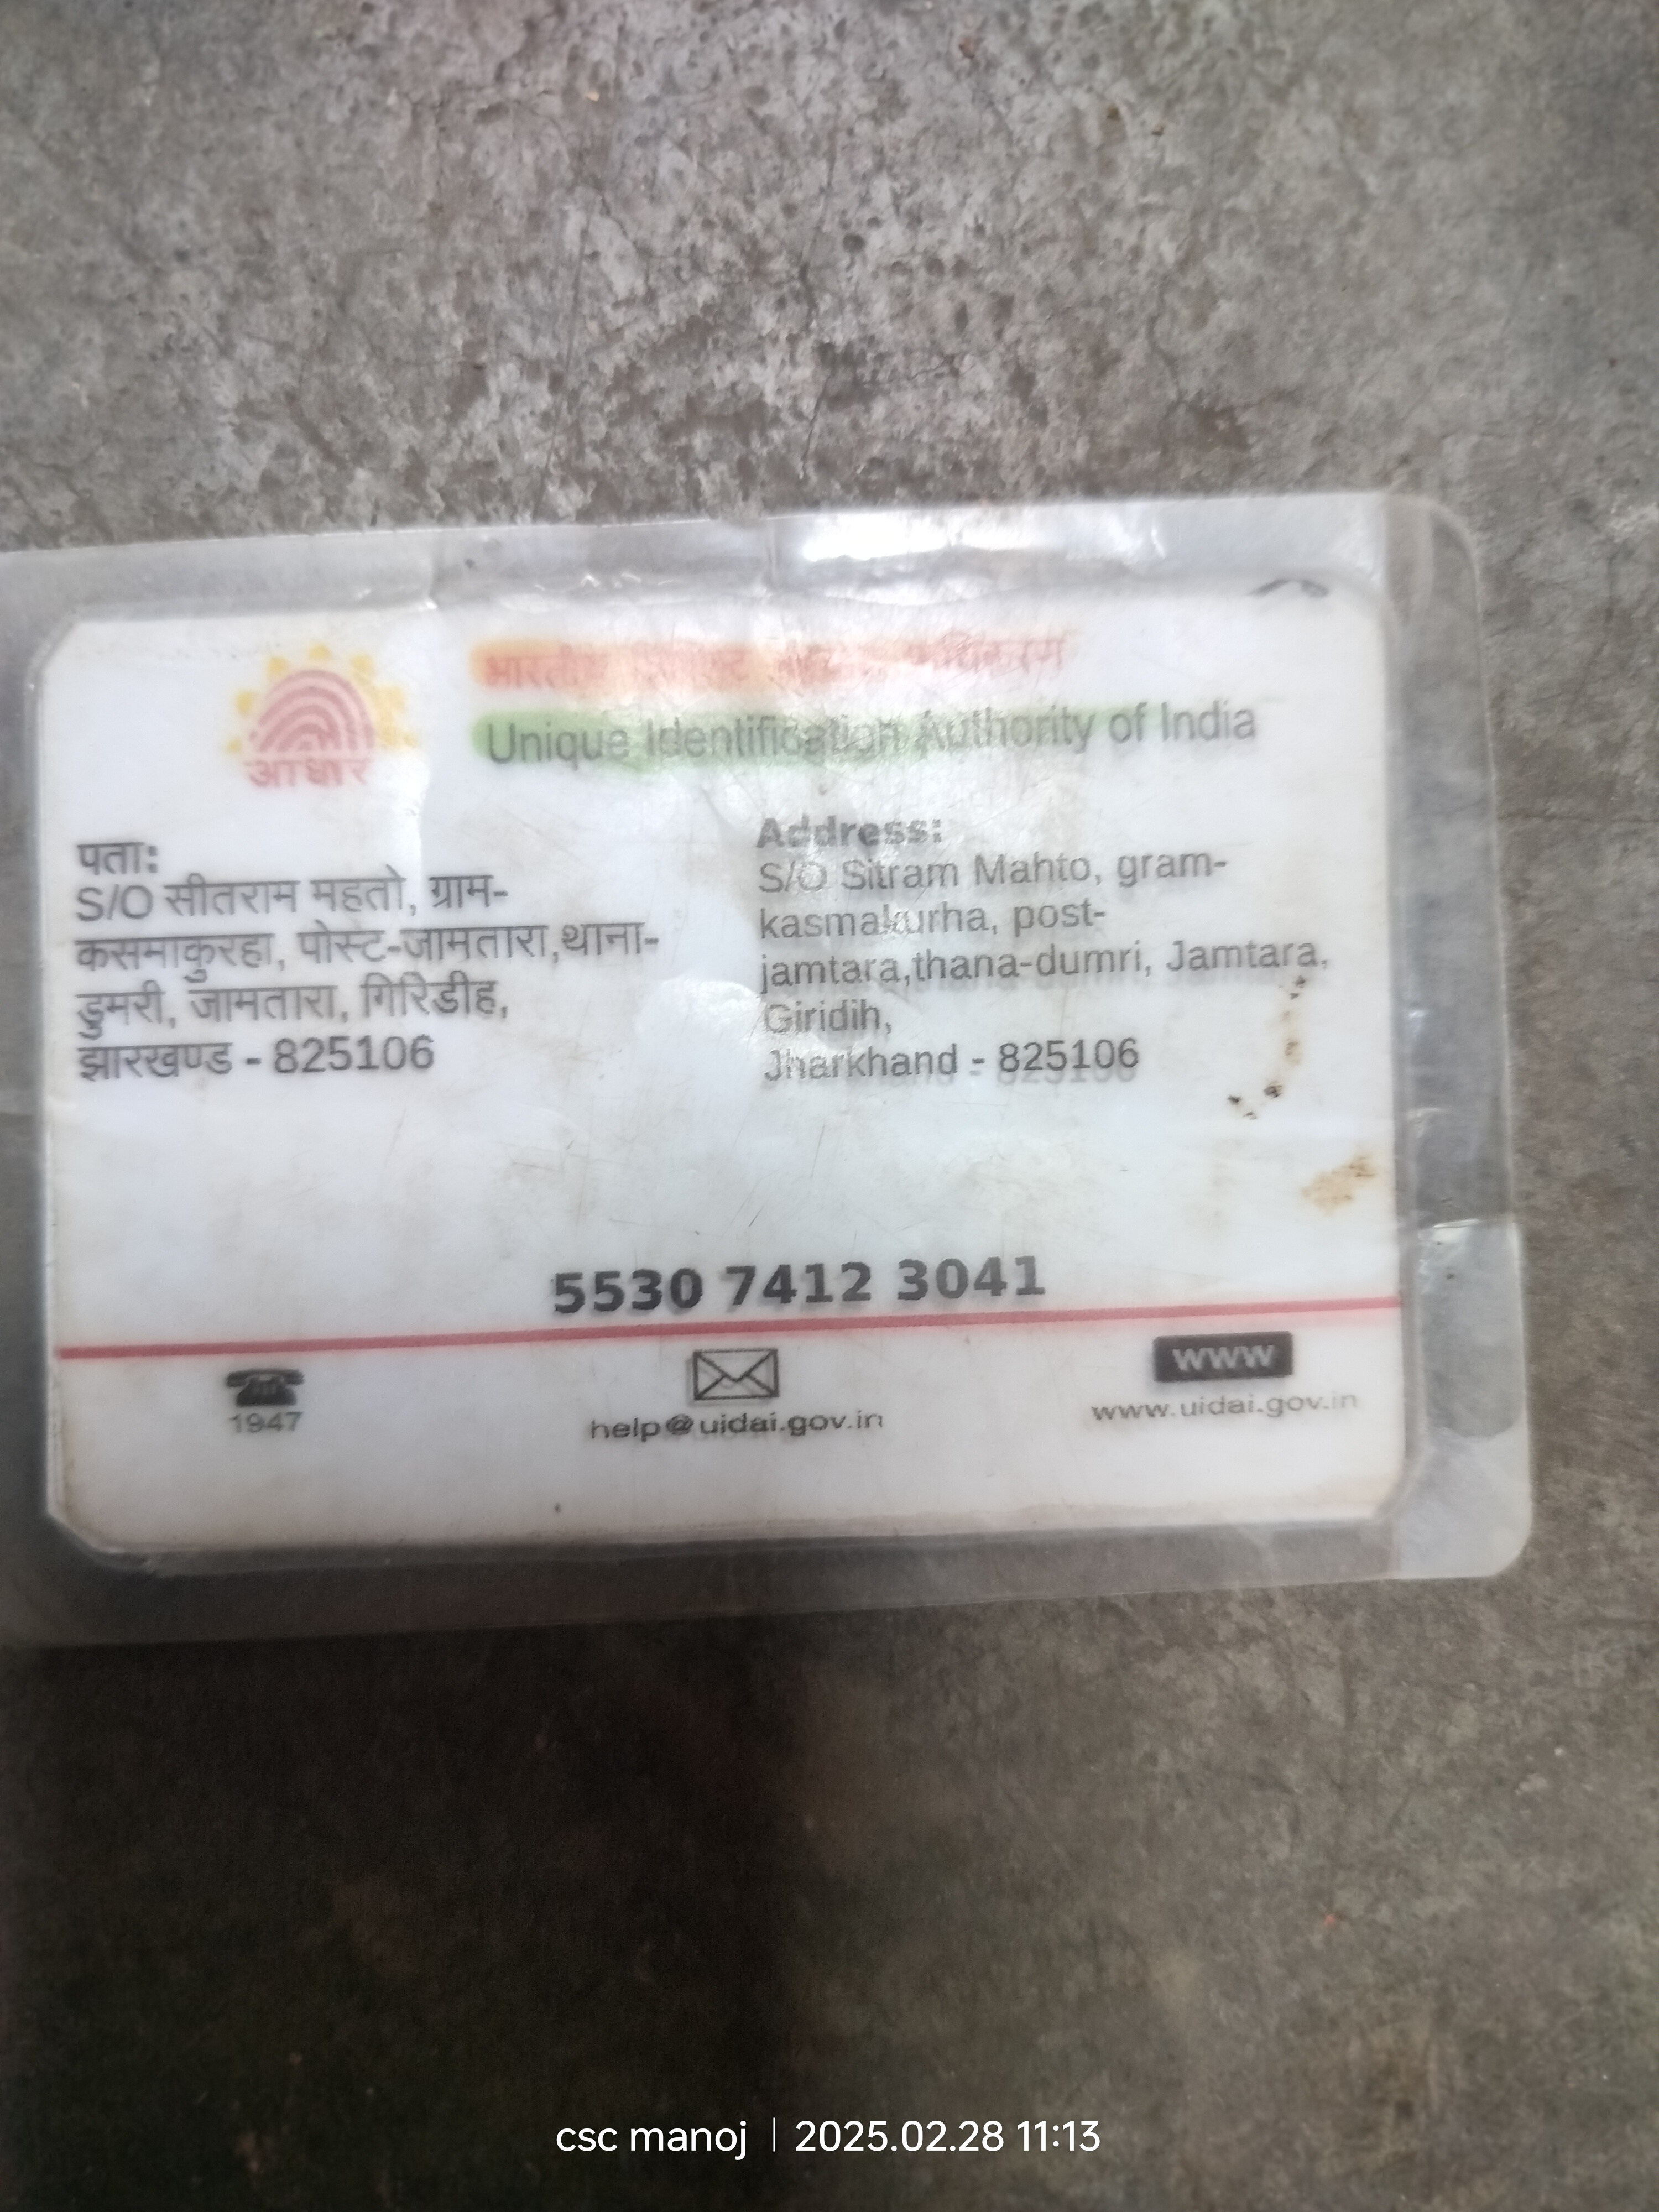 आधार
भारतीय
Unique Identification Authority of India
पता:
S/O सीतराम महतो, ग्राम-
कसमाकुरहा, पोस्ट-जामतारा,थाना-
डुमरी, जामतारा, गिरिडीह,
झारखण्ड - 825106
Address:
S/O Sitram Mahto, gram-
kasmakurha, post-
jamtara,thana-dumri, Jamtara,
Giridih,
Jharkhand - 825106
5530 7412 3041
1947
help@uidai.gov.in
www
www.uidai.gov.in
csc manoj | 2025.02.28 11:13